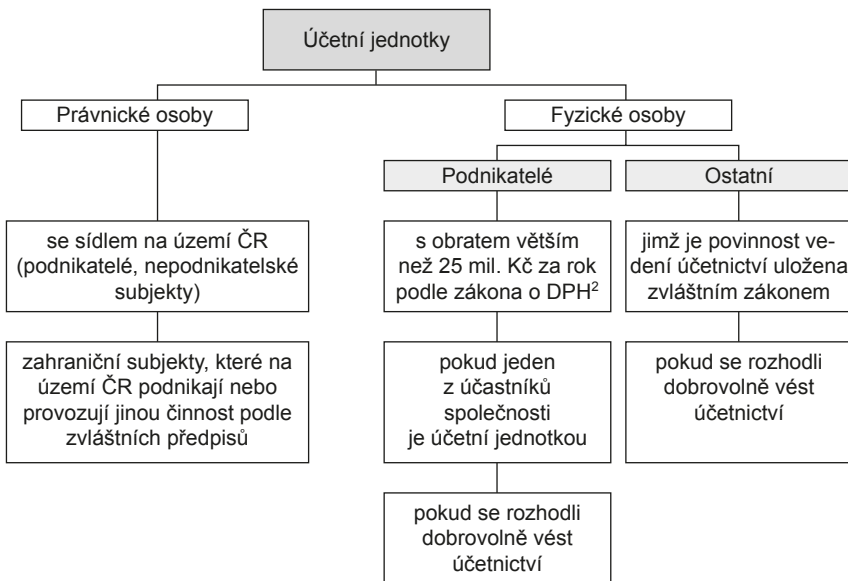 Účetní jednotky
Právnické osoby
Fyzické osoby
Podnikatelé
Ostatní
se sídlem na území ČR
(podnikatelé, nepodnikatelské
subjekty)
s obratem větším
než 25 mil. Kč za rok
podle zákona o DPH²
jimž je povinnost ve-
dení účetnictví uložena
zvláštním zákonem
zahraniční subjekty, které na
území ČR podnikají nebo
provozují jinou činnost podle
zvláštních předpisů
pokud jeden
z účastníků
společnosti
je účetní jednotkou
pokud se rozhodli
dobrovolně vést
účetnictví
pokud se rozhodli
dobrovolně vést
účetnictví